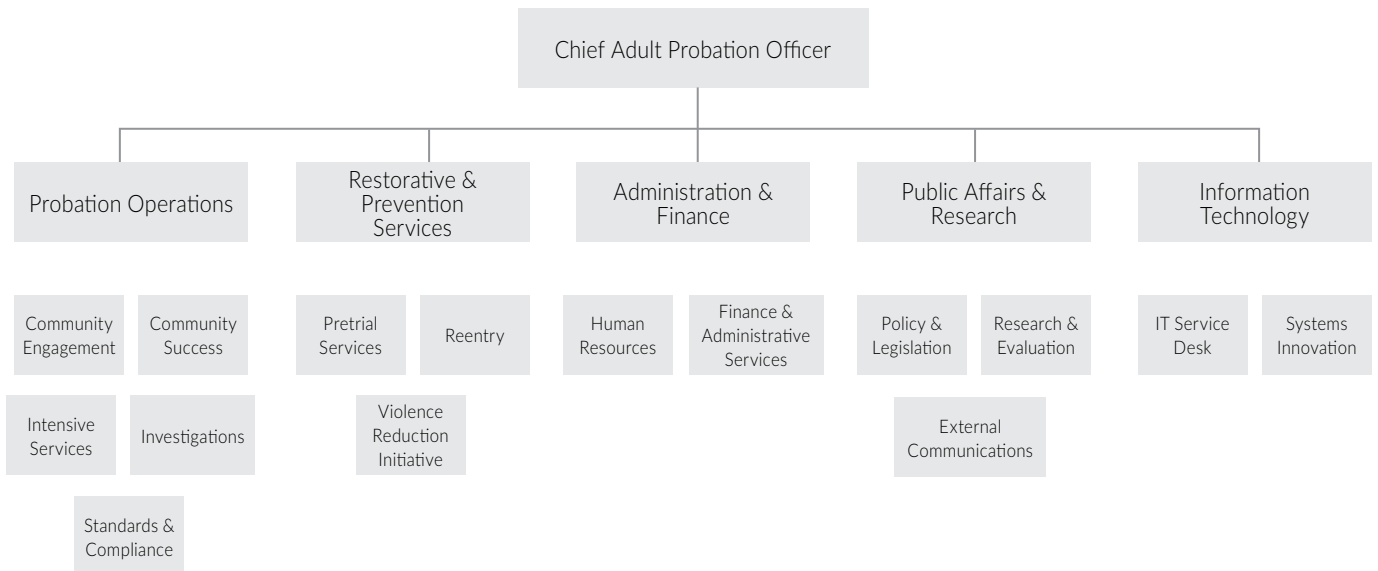 Chief Adult Probation Officer
Probation Operations
Restorative &
Prevention
Services
Administration &
Finance
Public Affairs &
Research
Information
Technology
Community
Engagement
Community
Success
Intensive
Services
Investigations
Standards &
Compliance
Pretrial
Services
Reentry
Violence
Reduction
Initiative
Human
Resources
Finance &
Administrative
Services
Policy &
Legislation
Research &
Evaluation
External
Communications
IT Service
Desk
Systems
Innovation